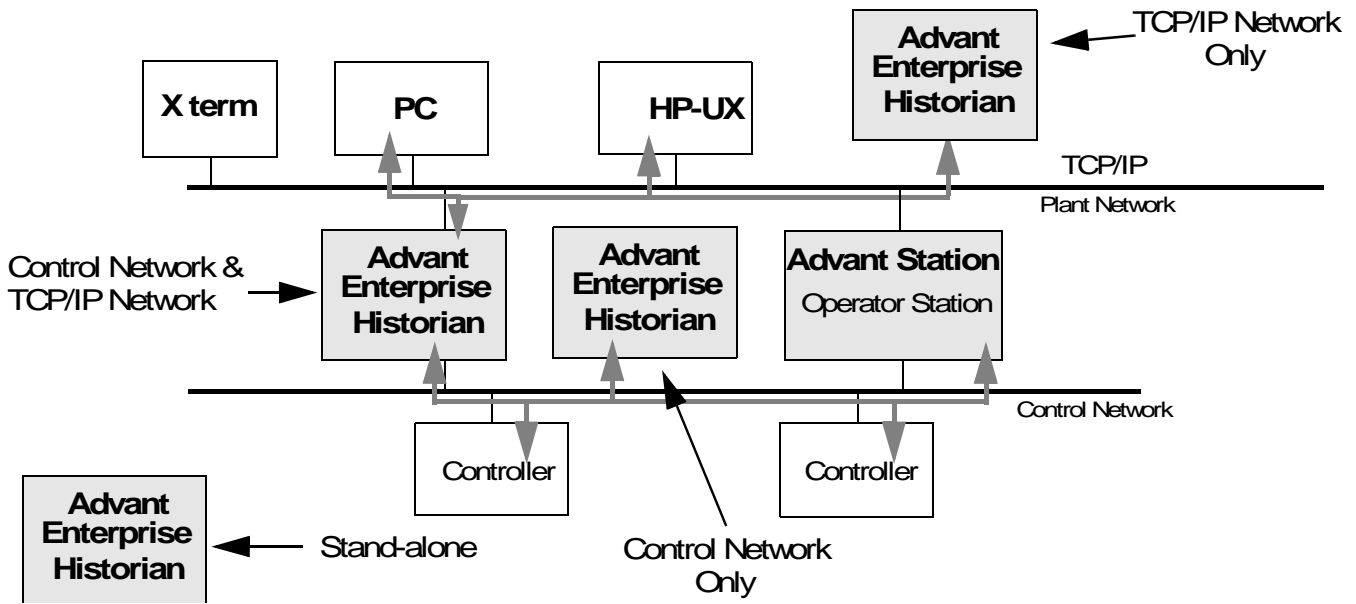 TCP/IP Network
Only
Advant
Enterprise
Historian
X term
PC
HP-UX
TCP/IP
Plant Network
Control Network &
TCP/IP Network
Advant
Enterprise
Historian
Advant
Enterprise
Historian
Advant Station
Operator Station
Control Network
Controller
Controller
Advant
Enterprise
Historian
Stand-alone
Control Network
Only